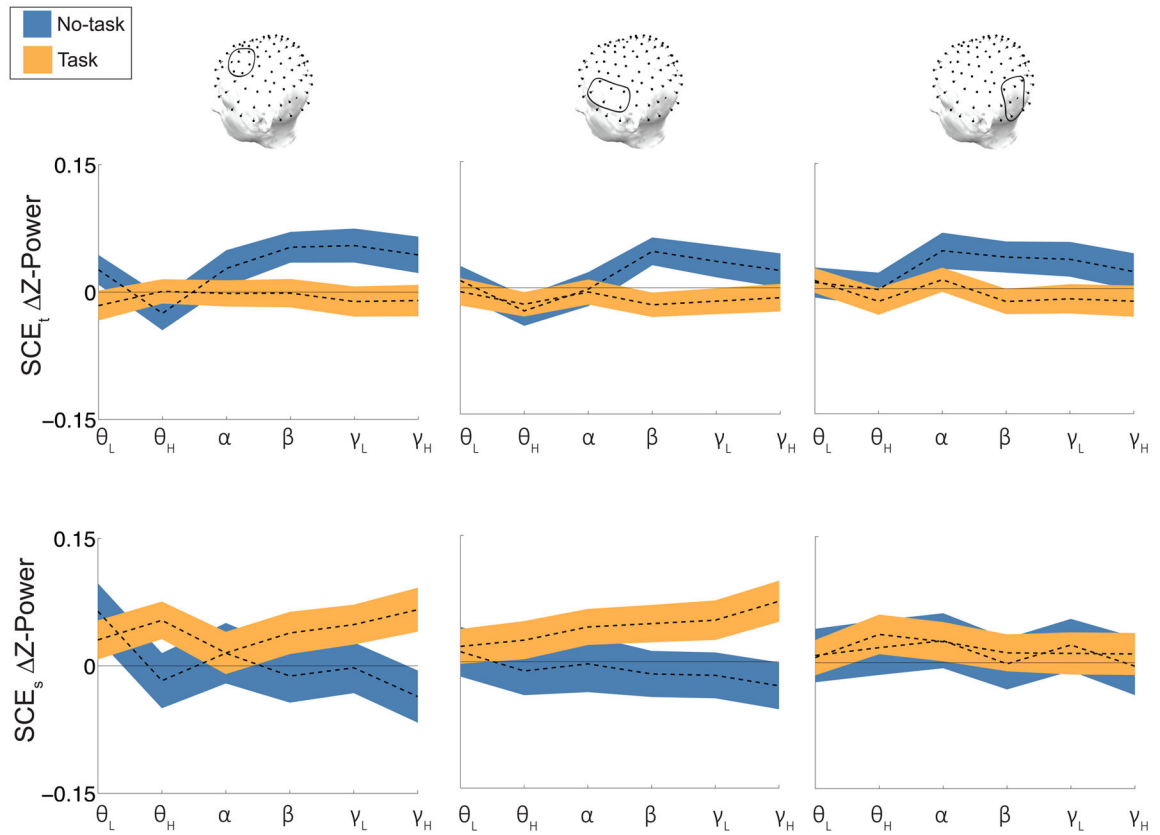 No-task
Task
SCEt ΔZ-Power
0.15
0
−0.15
θL θH α β γL γH
θL θH α β γL γH
θL θH α β γL γH
SCEs ΔZ-Power
0.15
0
−0.15
θL θH α β γL γH
θL θH α β γL γH
θL θH α β γL γH